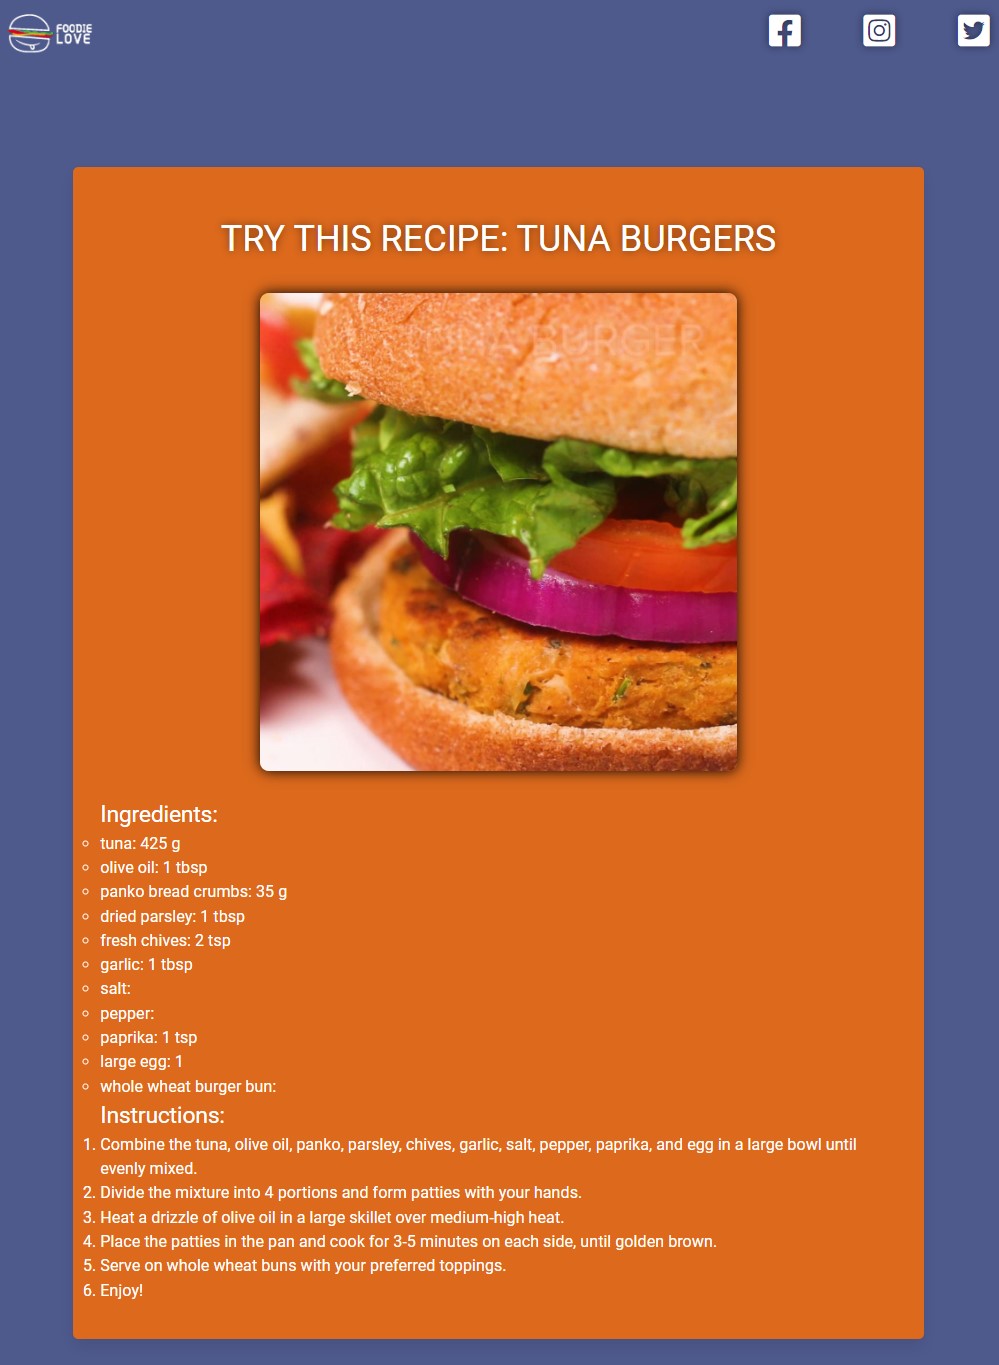 FOODIE
LOVE
TRY THIS RECIPE: TUNA BURGERS
TUNA BURGER
Ingredients:
tuna: 425 g
olive oil: 1 tbsp
panko bread crumbs: 35 g
dried parsley: 1 tbsp
fresh chives: 2 tsp
garlic: 1 tbsp
salt:
pepper:
paprika: 1 tsp
large egg: 1
whole wheat burger bun:
Instructions:
1. Combine the tuna, olive oil, panko, parsley, chives, garlic, salt, pepper, paprika, and egg in a large bowl until
evenly mixed.
2. Divide the mixture into 4 portions and form patties with your hands.
3. Heat a drizzle of olive oil in a large skillet over medium-high heat.
4. Place the patties in the pan and cook for 3-5 minutes on each side, until golden brown.
5. Serve on whole wheat buns with your preferred toppings.
6. Enjoy!